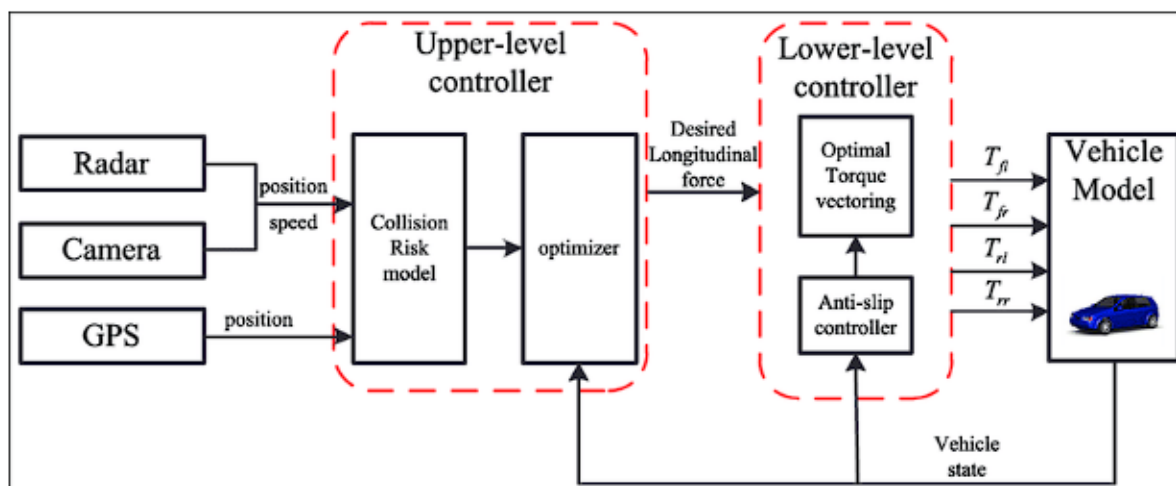 Upper-level
controller
Lower-level
controller
Radar
Camera
GPS
position
speed
position
Collision
Risk
model
optimizer
Desired
Longitudinal
force
Optimal
Torque
vectoring
Anti-slip
controller
T_fl
T_fr
T_rl
T_rr
Vehicle
Model
Vehicle
state